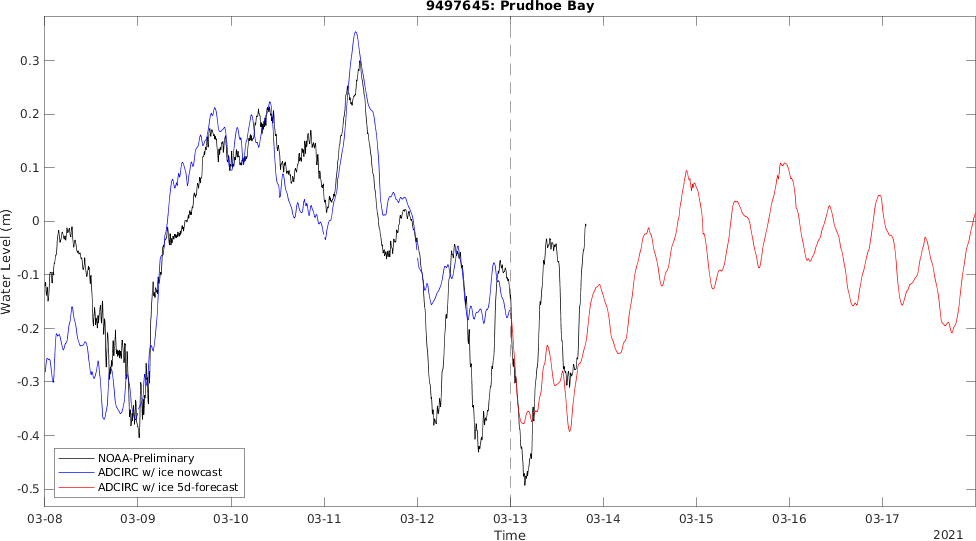 9497645: Prudhoe Bay
Water Level (m)
0.3
0.2
0.1
0
-0.1
-0.2
-0.3
-0.4
-0.5
NOAA-Preliminary
ADCIRC w/ ice nowcast
ADCIRC w/ ice 5d-forecast
03-08 03-09 03-10 03-11 03-12 03-13 03-14 03-15 03-16 03-17
Time
2021